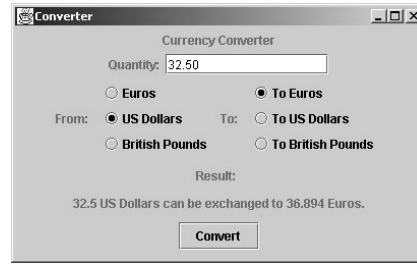 Converter
Currency Converter
Quantity: 32.50
Euros To Euros
From: US Dollars To: To US Dollars
British Pounds To British Pounds
Result:
32.5 US Dollars can be exchanged to 36.894 Euros.
Convert